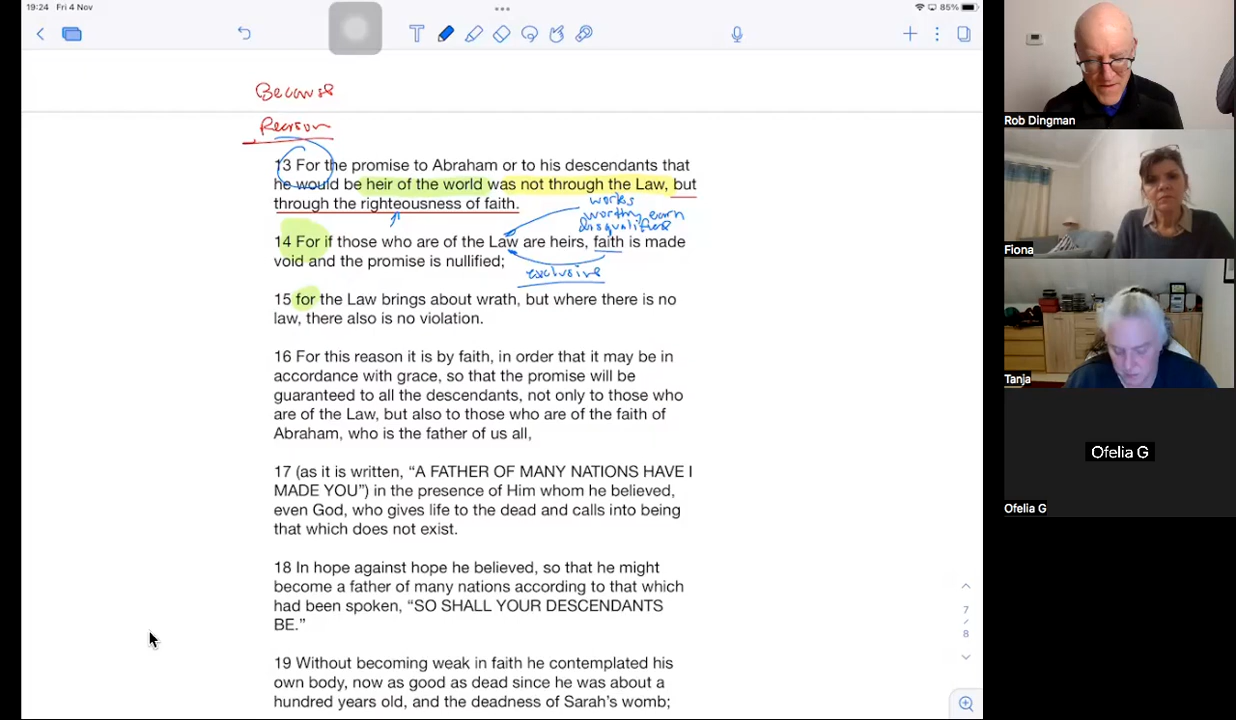 19:24 Fri 4 Nov
85%
Because
Reason
13 For the promise to Abraham or to his descendants that
he would be heir of the world was not through the Law, but
through the righteousness of faith.
works
worthy earn
disqualified
14 For if those who are of the Law are heirs, faith is made
void and the promise is nullified;
exclusive
15 for the Law brings about wrath, but where there is no
law, there also is no violation.
16 For this reason it is by faith, in order that it may be in
accordance with grace, so that the promise will be
guaranteed to all the descendants, not only to those who
are of the Law, but also to those who are of the faith of
Abraham, who is the father of us all,
17 (as it is written, “A FATHER OF MANY NATIONS HAVE I
MADE YOU”) in the presence of Him whom he believed,
even God, who gives life to the dead and calls into being
that which does not exist.
18 In hope against hope he believed, so that he might
become a father of many nations according to that which
had been spoken, “SO SHALL YOUR DESCENDANTS
BE.”
19 Without becoming weak in faith he contemplated his
own body, now as good as dead since he was about a
hundred years old, and the deadness of Sarah’s womb;
7
/
8
Rob Dingman
Fiona
Tanja
Ofelia G
Ofelia G